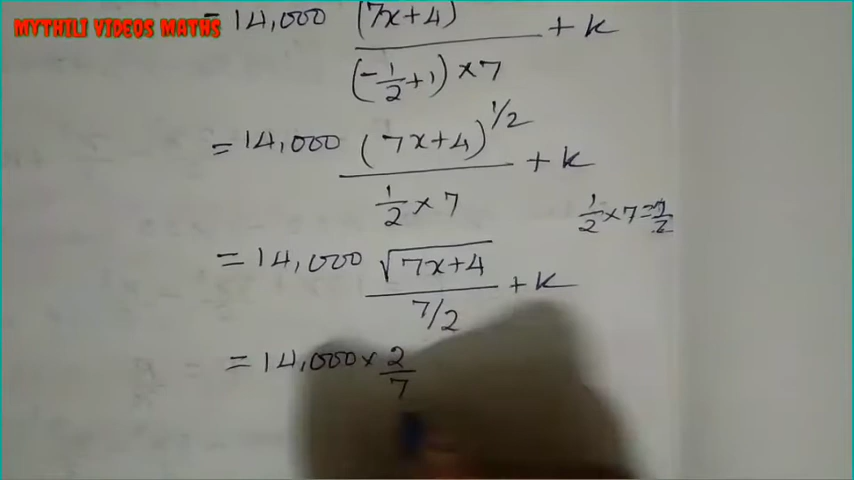 MYTHILI VIDEOS MATHS
= 14,000 (7x+4) / (-1/2+1) × 7 + k
= 14,000 (7x+4)^1/2 / 1/2 × 7 + k
1/2 × 7 = 7/2
= 14,000 √7x+4 / 7/2 + k
= 14,000 × 2/7